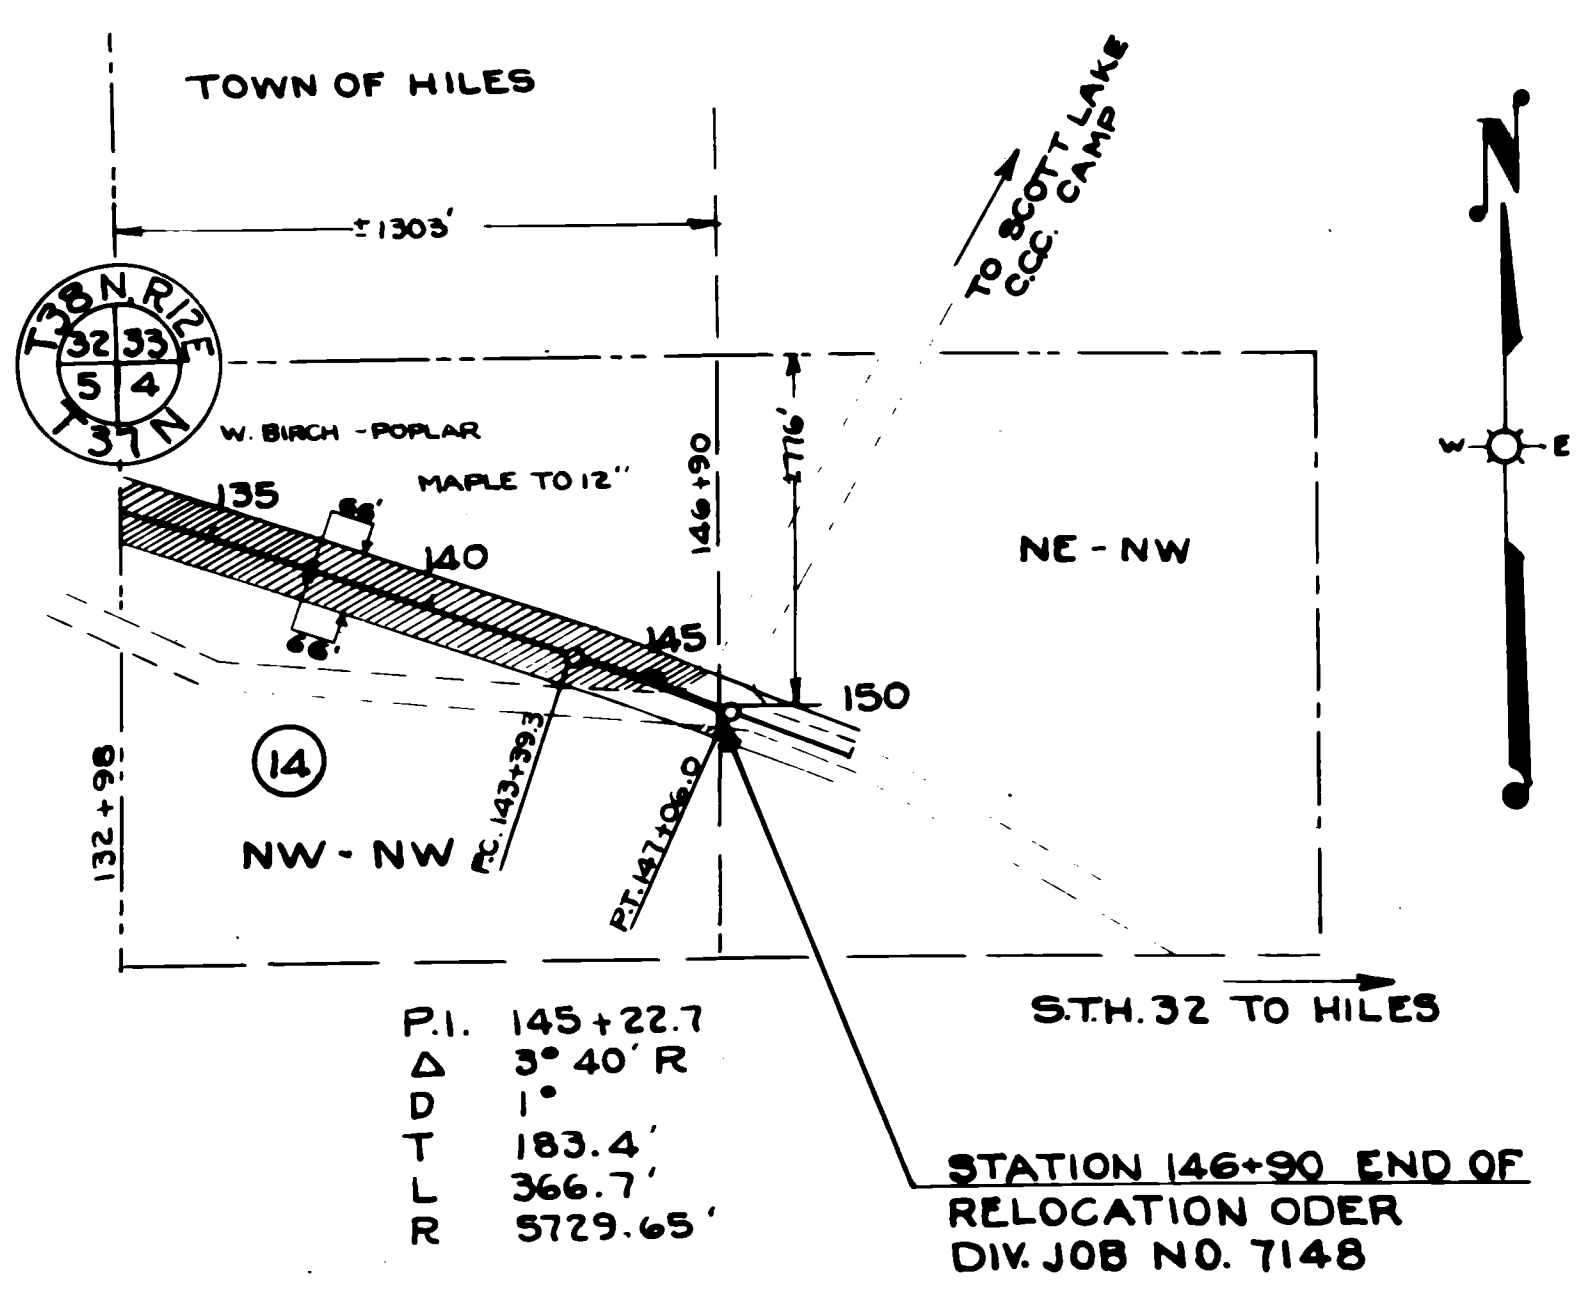 TOWN OF HILES
TO SCOTT LAKE
C.C.C. CAMP
N
±1303'
T38N, R12E
32 33
5 4
T37N
W. BIRCH - POPLAR
MAPLE TO 12"
146+90
±776'
W E
135
66'
140
NE - NW
145
66'
150
14
132+98
NW - NW
P.C. 143+39.3
P.T. 147+06.0
S.T.H. 32 TO HILES
P.I. 145+22.7
Δ 3° 40' R
D 1°
T 183.4'
L 366.7'
R 5729.65'
STATION 146+90 END OF
RELOCATION ODER
DIV. JOB NO. 7148